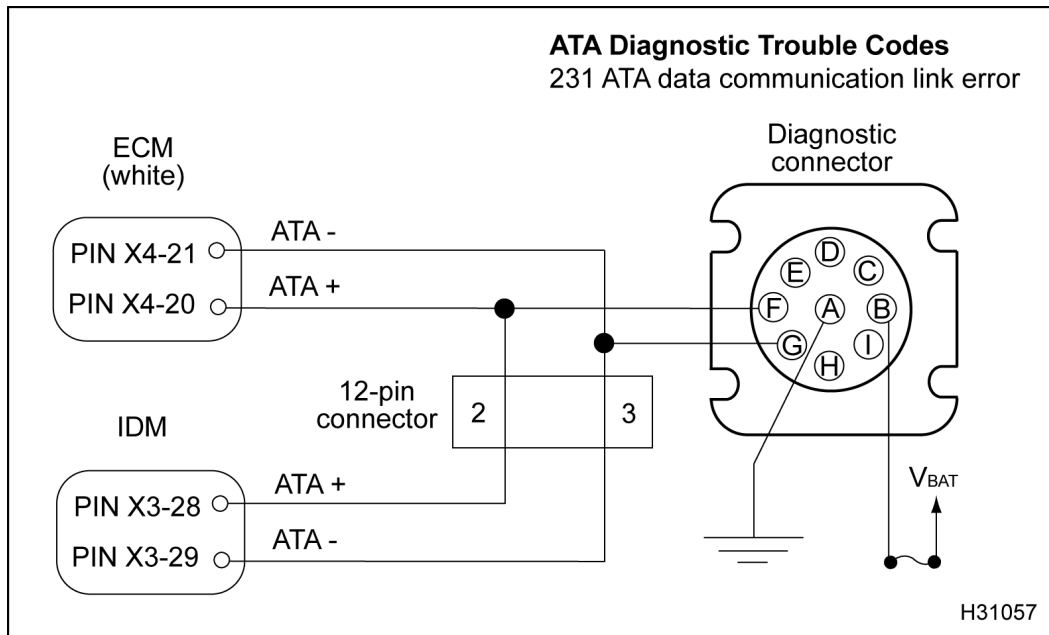 ATA Diagnostic Trouble Codes
231 ATA data communication link error
ECM
(white)
PIN X4-21
PIN X4-20
ATA -
ATA +
Diagnostic
connector
D
E
C
F
A
B
G
I
H
12-pin
connector
2
3
IDM
PIN X3-28
PIN X3-29
ATA +
ATA -
VBAT
H31057